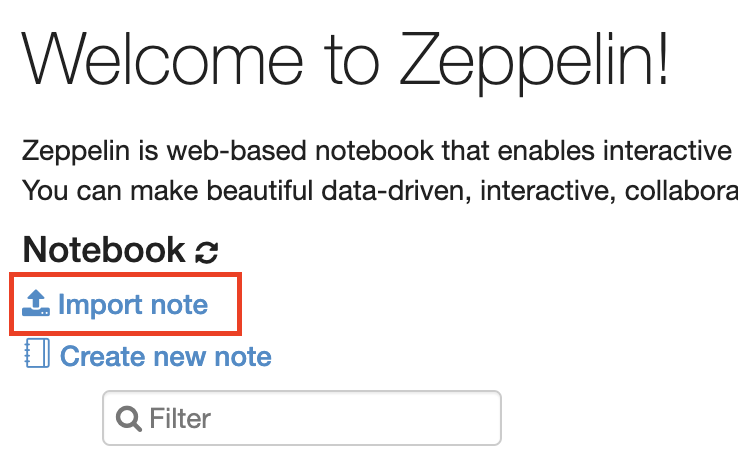 Welcome to Zeppelin!
Zeppelin is web-based notebook that enables interactive
You can make beautiful data-driven, interactive, collabora
Notebook
Import note
Create new note
Filter